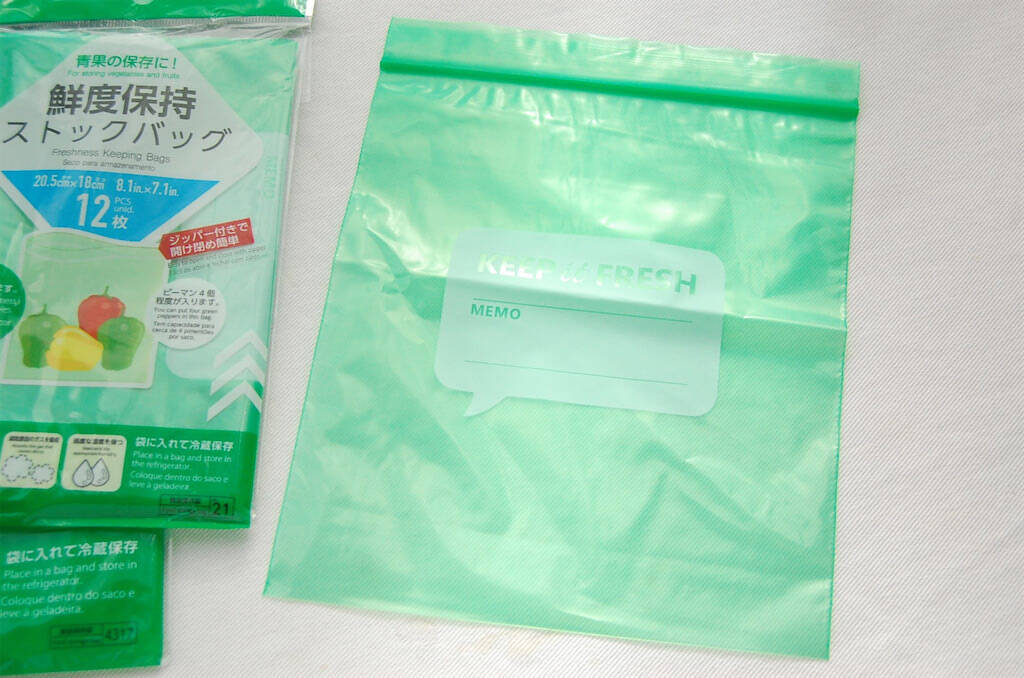 青果の保存に!
For storing vegetables and fruits
鮮度保持
ストックバッグ
Freshness Keeping Bags
Saco para armazenamento
20.5cm×18cm 8.1in.×7.1in.
12 PCS
unid.
枚
ジッパー付きで
開け閉め簡単
ピーマン4個
程度が入ります。
You can put four green
peppers in this bag.
Tem capacidade para
cerca de 4 pimentões
por saco.
ます。
袋に入れて冷蔵保存
Place in a bag and store in
the refrigerator.
Coloque dentro do saco e
leve à geladeira.
21
袋に入れて冷蔵保存
Place in a bag and store in
the refrigerator.
Coloque dentro do saco e
leve à geladeira.
4317
KEEP it FRESH
MEMO